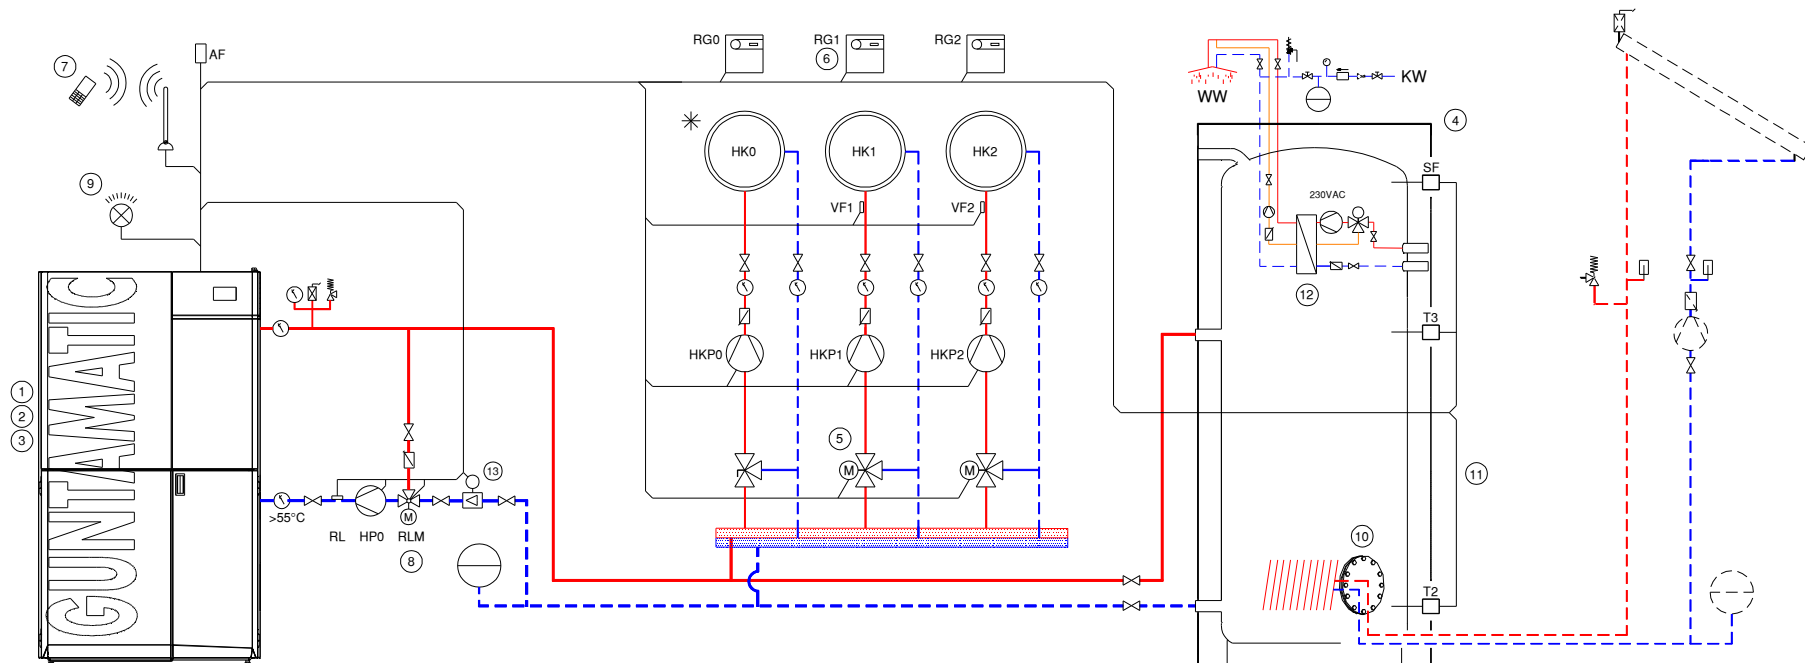 RG0
RG1
RG2
6
7
AF
KW
WW
4
HK0
HK1
HK2
SF
9
VF1
VF2
230VAC
GUNTAMATIC
12
T3
HKP0
HKP1
HKP2
1
2
3
5
M
M
13
11
>55°C
RL
HP0
RLM
M
8
10
T2